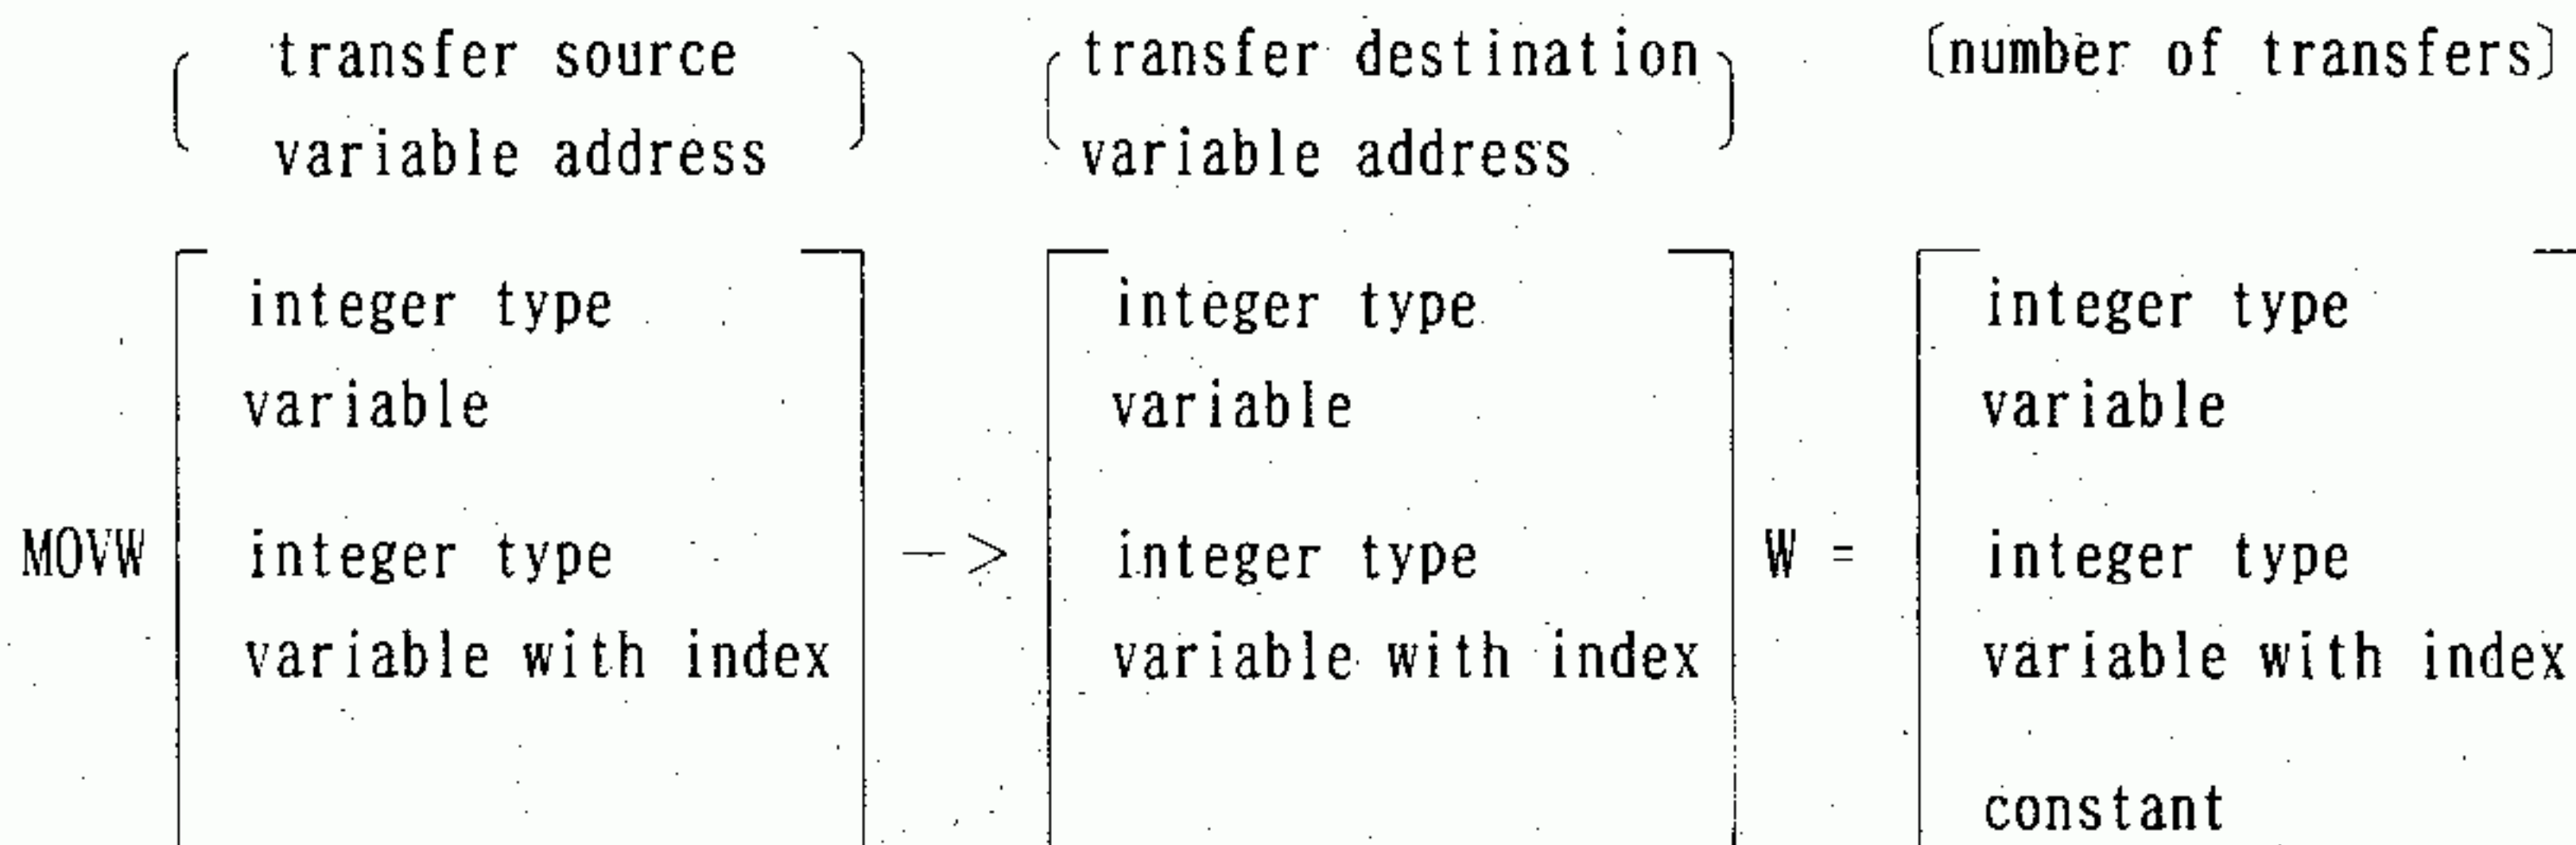 transfer source transfer destination [number of transfers]
variable address variable address
integer type integer type integer type
variable variable variable
MOVW integer type -> integer type W = integer type
variable with index variable with index variable with index
constant